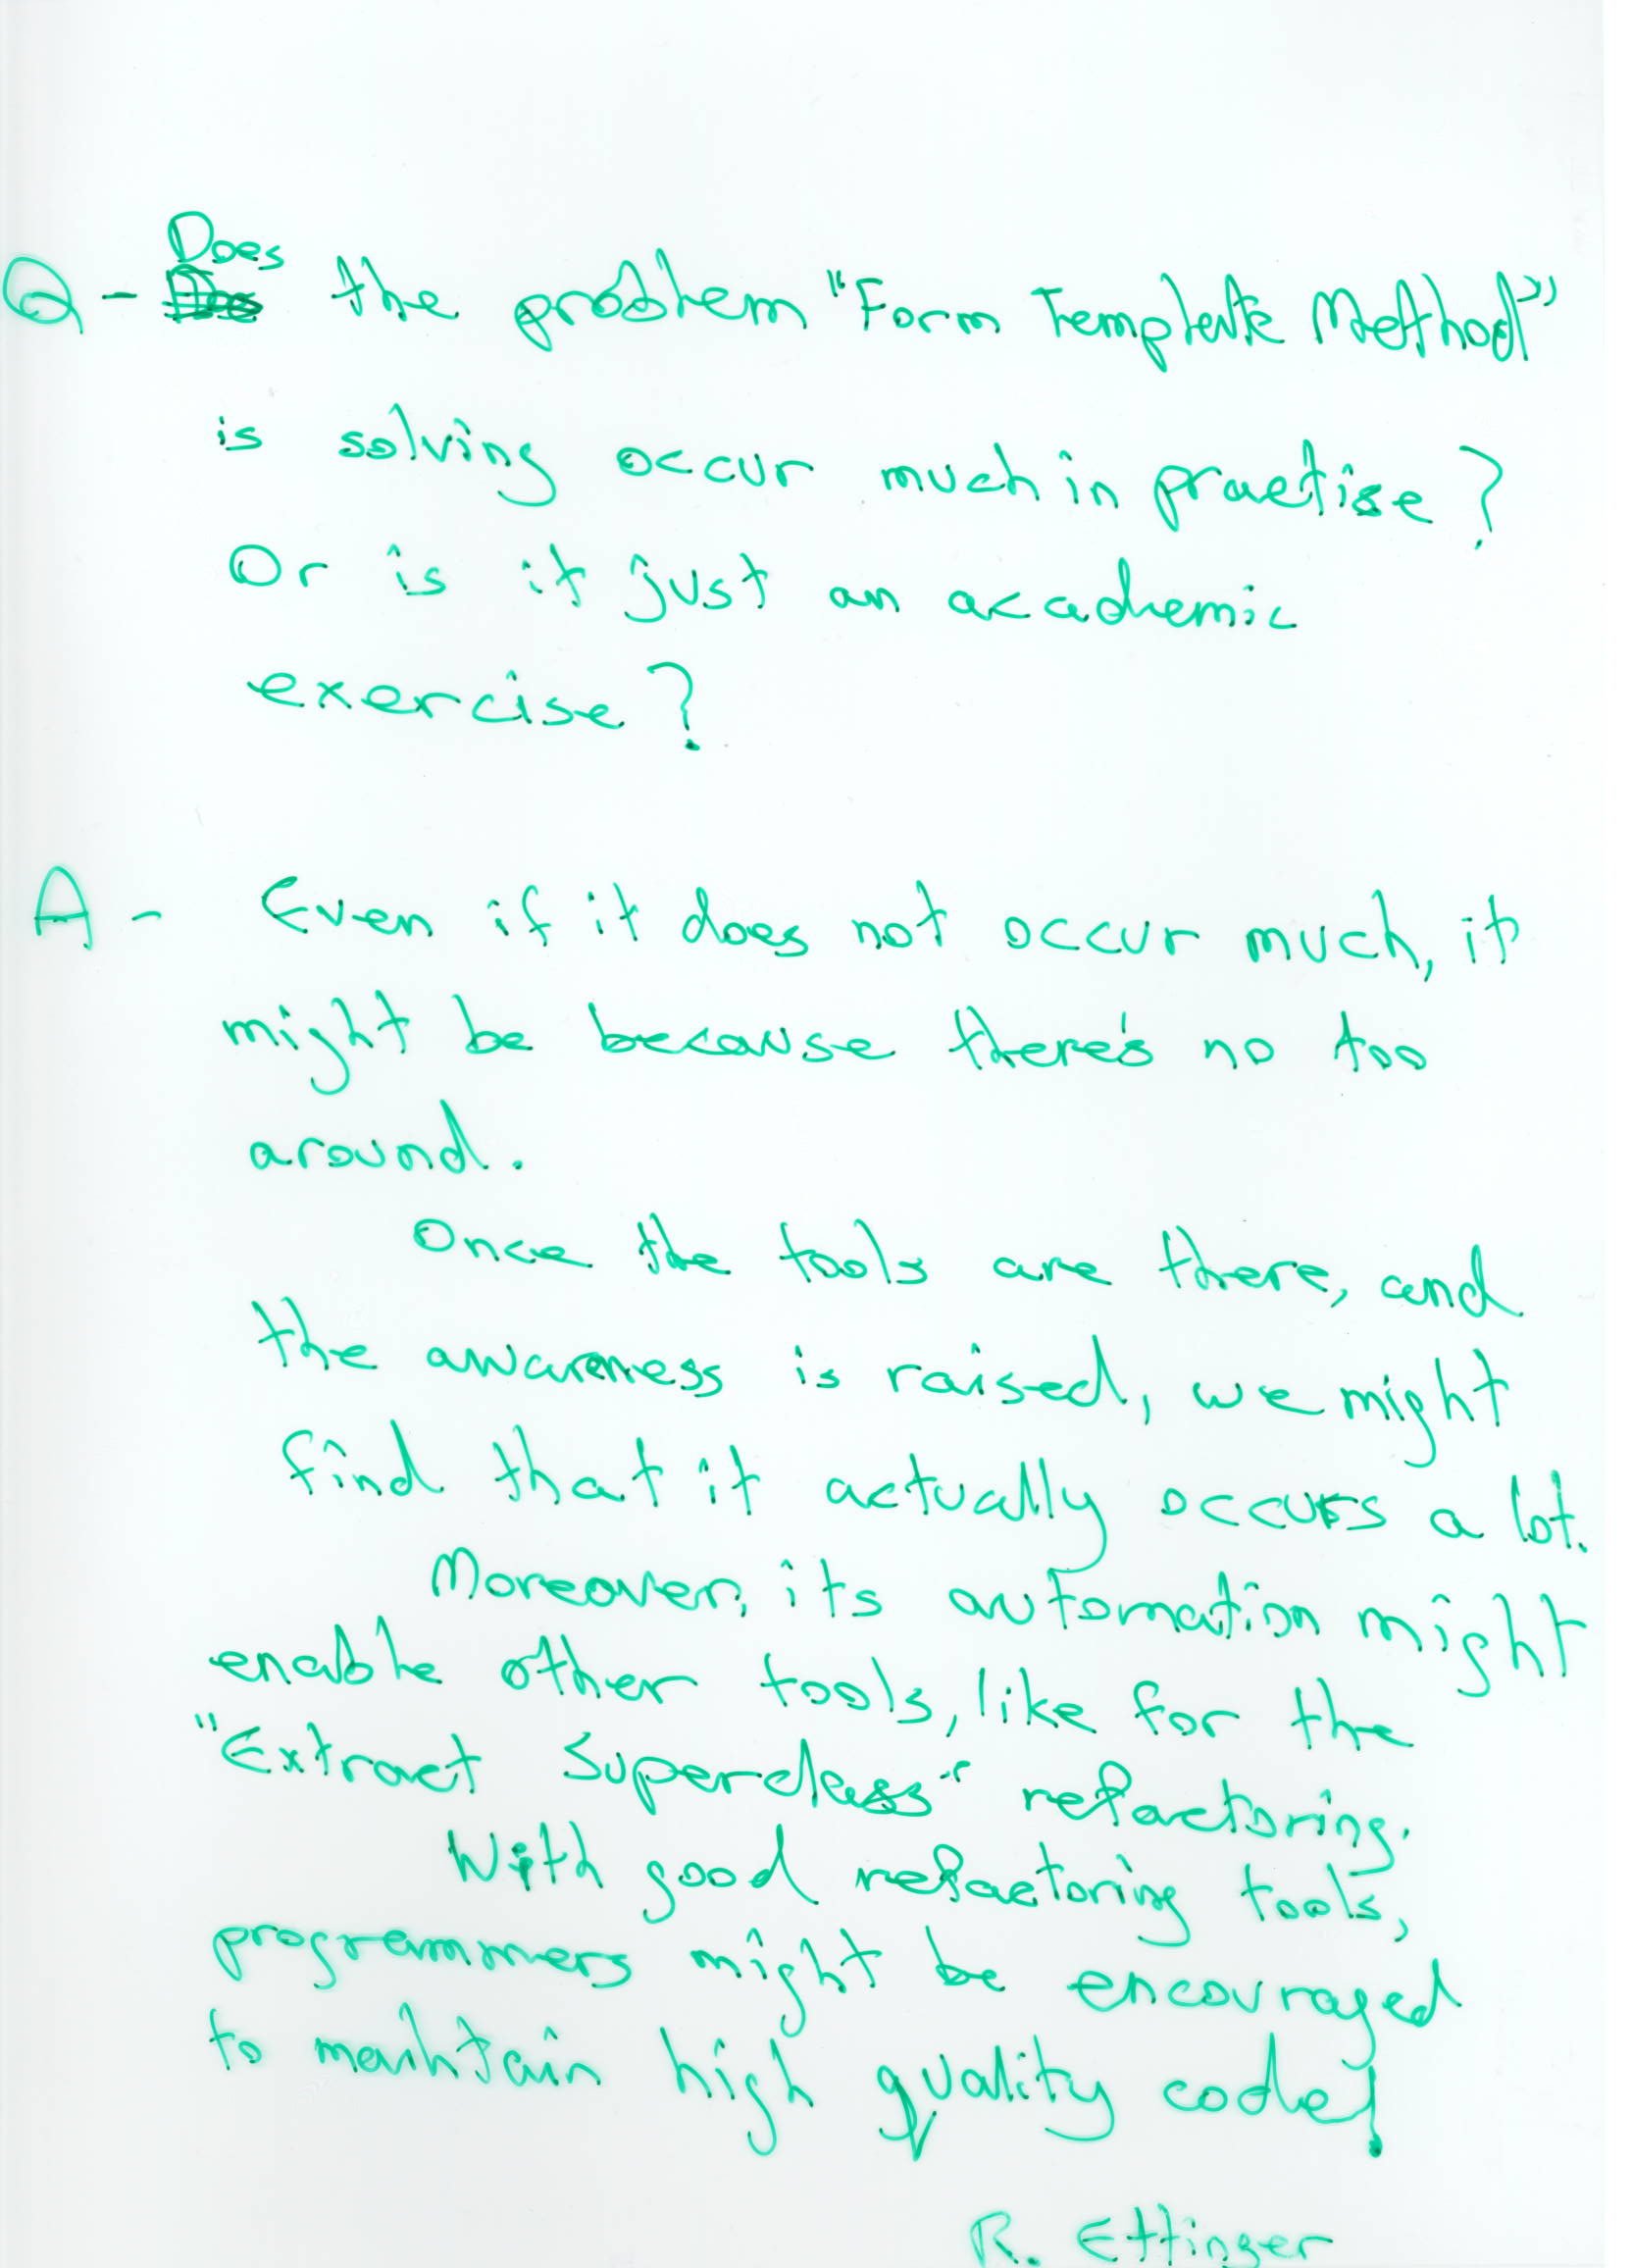 Does
Q - the problem "Form Template Method"
is solving occur much in practise?
Or is it just an academic
exercise?
A - Even if it does not occur much, it
might be because there's no too
around.
Once the tools are there, and
the awareness is raised, we might
find that it actually occurs a lot.
Moreover, its automation might
enable other tools, like for the
"Extract Superclass" refactoring.
With good refactoring tools,
programmers might be encouraged
to maintain high quality code!
R. Ettinger